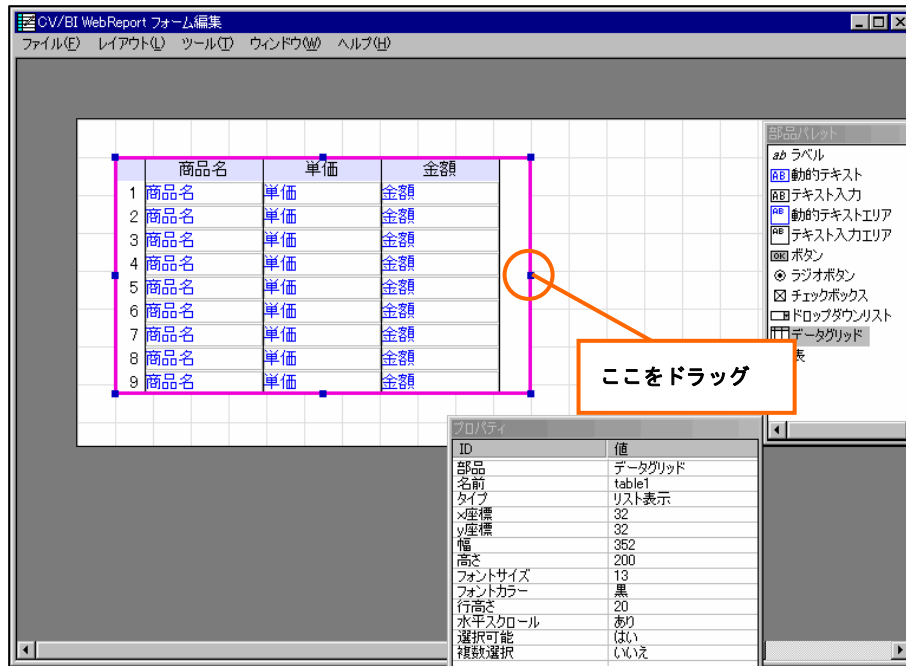 CV/BI WebReport フォーム編集
ファイル(F) レイアウト(L) ツール(T) ウィンドウ(W) ヘルプ(H)
商品名 単価 金額
1 商品名 単価 金額
2 商品名 単価 金額
3 商品名 単価 金額
4 商品名 単価 金額
5 商品名 単価 金額
6 商品名 単価 金額
7 商品名 単価 金額
8 商品名 単価 金額
9 商品名 単価 金額
ここをドラッグ
部品パレット
ab ラベル
AB 動的テキスト
AB テキスト入力
AB 動的テキストエリア
AB テキスト入力エリア
OK ボタン
ラジオボタン
チェックボックス
ドロップダウンリスト
データグリッド
表
プロパティ
ID 値
部品 データグリッド
名前 table1
タイプ リスト表示
x座標 32
y座標 32
幅 352
高さ 200
フォントサイズ 13
フォントカラー 黒
行高さ 20
水平スクロール あり
選択可能 はい
複数選択 いいえ